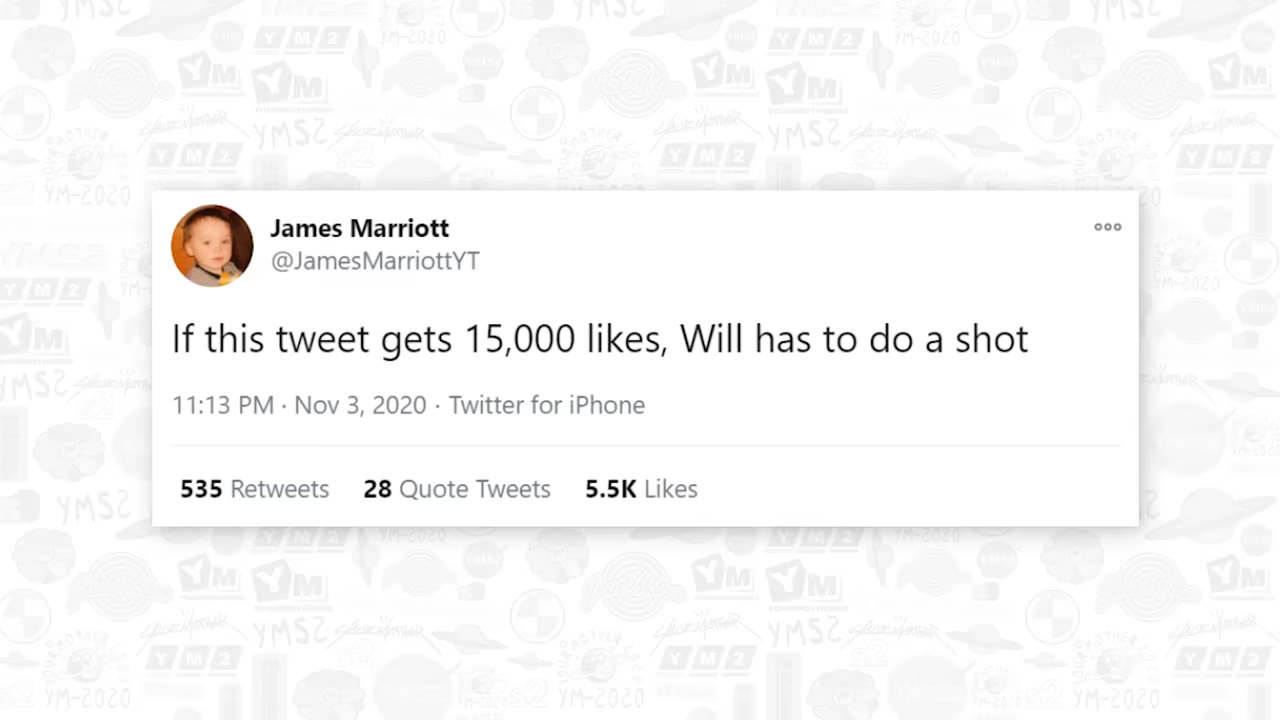 James Marriott
@JamesMarriottYT
If this tweet gets 15,000 likes, Will has to do a shot
11:13 PM · Nov 3, 2020 · Twitter for iPhone
535 Retweets 28 Quote Tweets 5.5K Likes